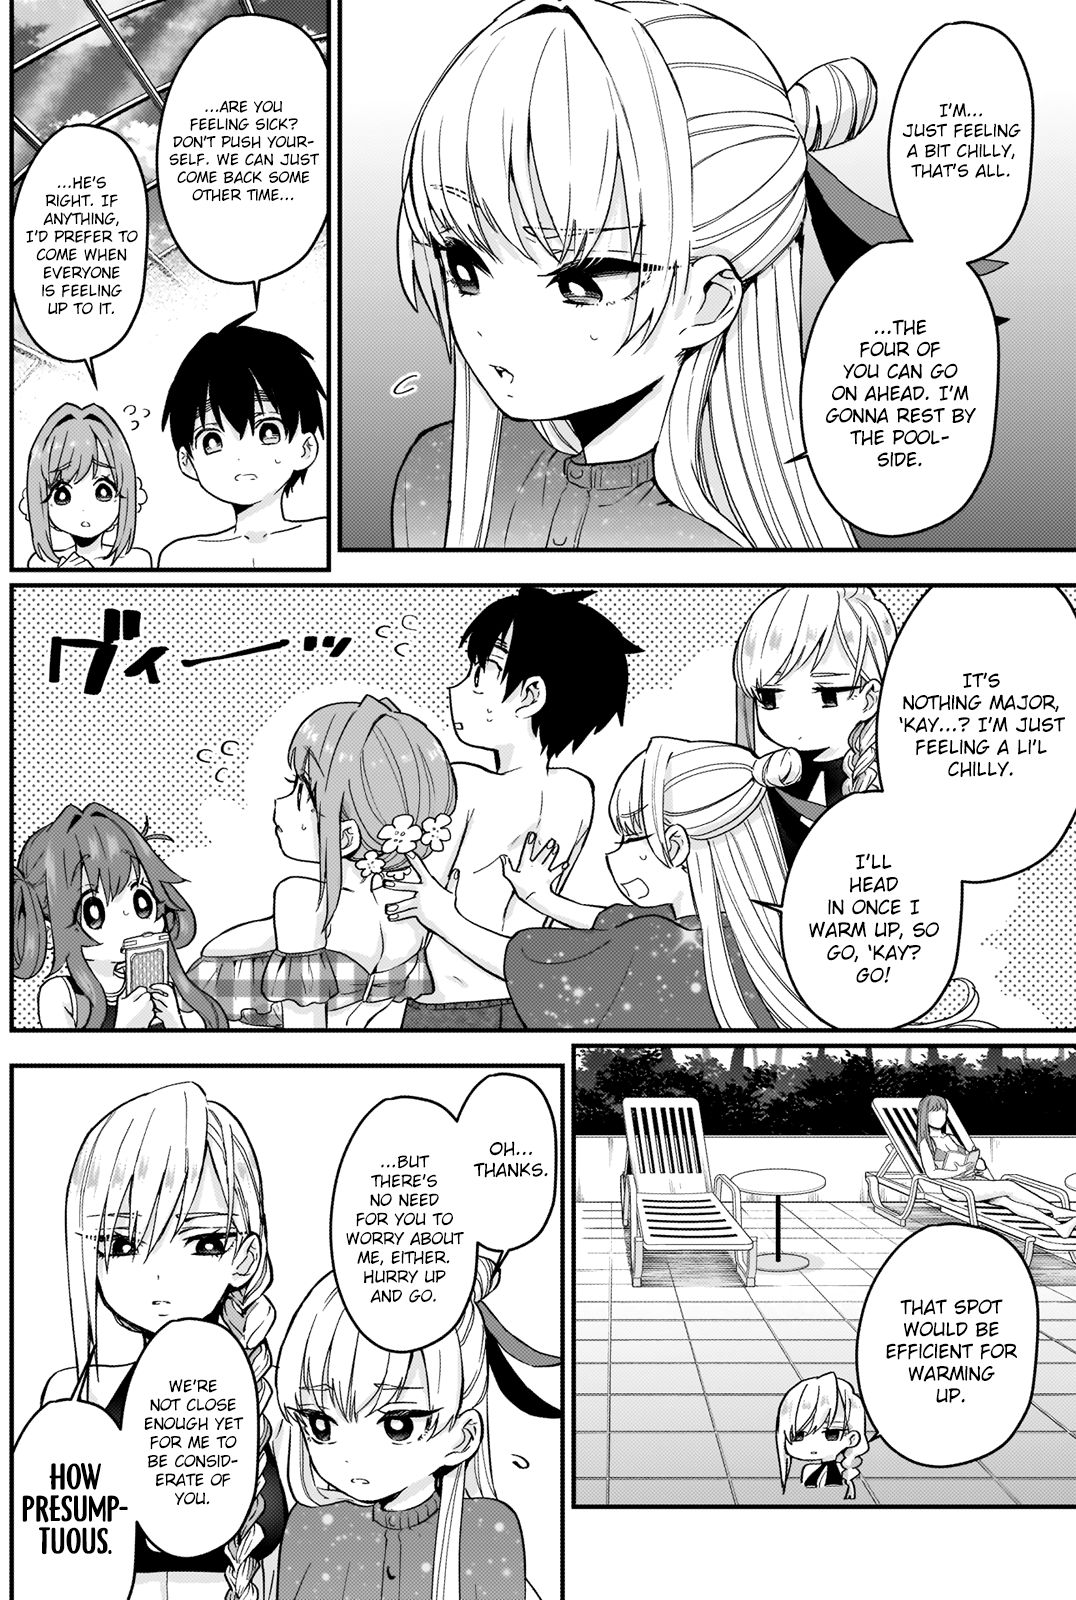 I'M...
JUST FEELING
A BIT CHILLY,
THAT'S ALL.
...THE
FOUR OF
YOU CAN GO
ON AHEAD. I'M
GONNA REST BY
THE POOL-
SIDE.
...ARE YOU
FEELING SICK?
DON'T PUSH YOUR-
SELF. WE CAN JUST
COME BACK SOME
OTHER TIME...
...HE'S
RIGHT. IF
ANYTHING,
I'D PREFER TO
COME WHEN
EVERYONE
IS FEELING
UP TO IT.
IT'S
NOTHING MAJOR,
'KAY...? I'M JUST
FEELING A LI'L
CHILLY.
I'LL
HEAD
IN ONCE I
WARM UP, SO
GO, 'KAY?
GO!
ヴィーーッ
THAT SPOT
WOULD BE
EFFICIENT FOR
WARMING
UP.
OH...
THANKS.
...BUT
THERE'S
NO NEED
FOR YOU TO
WORRY ABOUT
ME, EITHER.
HURRY UP
AND GO.
WE'RE
NOT CLOSE
ENOUGH YET
FOR ME TO
BE CONSID-
ERATE OF
YOU.
HOW
PRESUMP-
TUOUS.